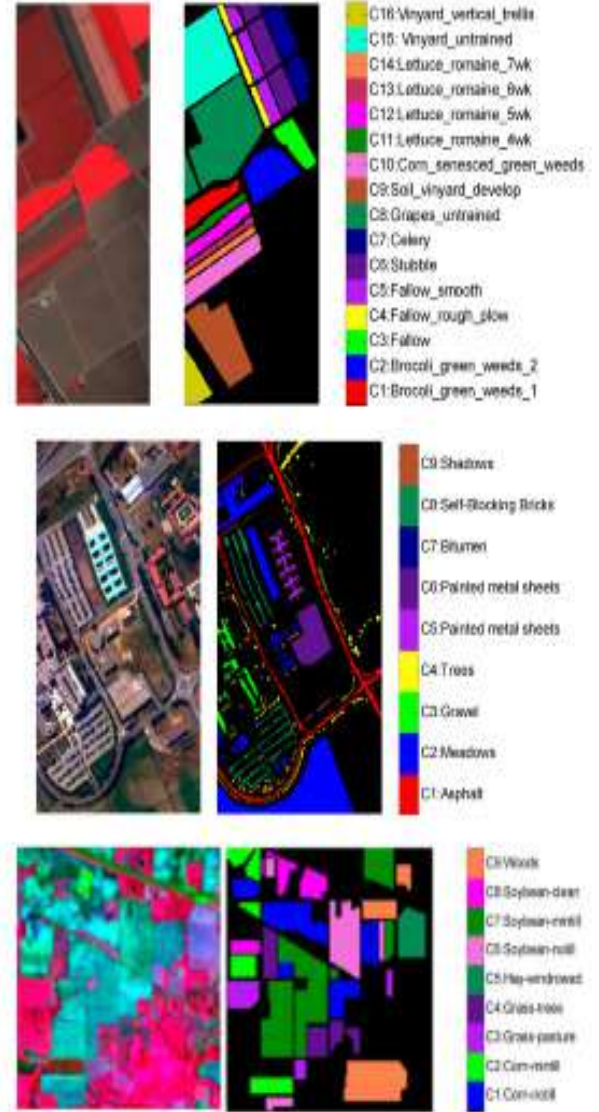 C16:Vinyard_vertical_trellis
C15: Vinyard_untrained
C14:Lettuce_romaine_7wk
C13:Lettuce_romaine_6wk
C12:Lettuce_romaine_5wk
C11:Lettuce_romaine_4wk
C10:Corn_senesced_green_weeds
C9:Soil_vinyard_develop
C8:Grapes_untrained
C7:Celery
C6:Stubble
C5:Fallow_smooth
C4:Fallow_rough_plow
C3:Fallow
C2:Brocoli_green_weeds_2
C1:Brocoli_green_weeds_1
C9:Shadows
C8:Self-Blocking Bricks
C7:Bitumen
C6:Painted metal sheets
C5:Painted metal sheets
C4:Trees
C3:Gravel
C2:Meadows
C1:Asphalt
C9:Woods
C8:Soybean-clean
C7:Soybean-mintill
C6:Soybean-notill
C5:Hay-windrowed
C4:Grass-trees
C3:Grass-pasture
C2:Corn-mintill
C1:Corn-notill